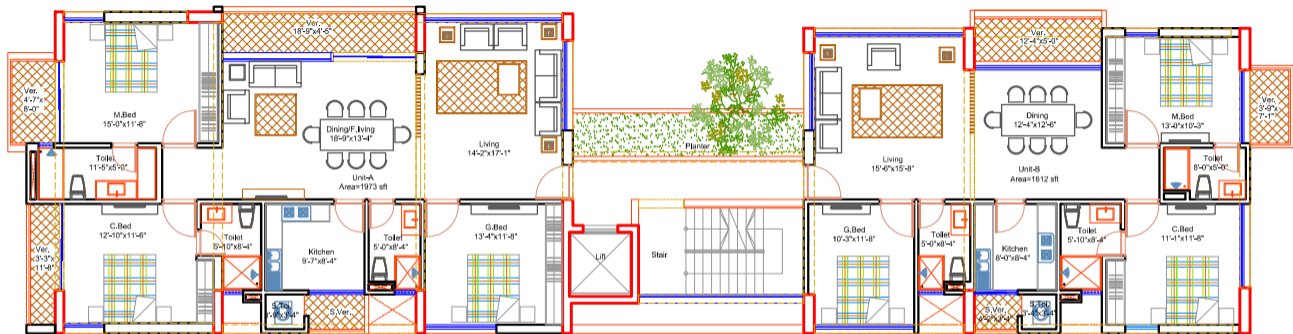 Ver.
18'-9"x4'-5"
Ver.
4'-7"x
8'-0"
M.Bed
15'-0"x11'-8"
Dining/F.living
18'-9"x13'-4"
Living
14'-2"x17'-1"
Toilet
11'-5"x5'-0"
Unit-A
Area=1973 sft
C.Bed
12'-10"x11'-6"
Ver.
3'-3"x
11'-8"
Toilet
5'-10"x8'-4"
Kitchen
9'-7"x8'-4"
Toilet
5'-0"x8'-4"
G.Bed
13'-4"x11'-8"
S.Toi.
S.Ver.
Planter
Lift
Stair
Ver.
12'-4"x5'-0"
Living
15'-6"x15'-8"
Dining
12'-4"x12'-6"
M.Bed
13'-0"x10'-3"
Ver.
3'-9"x
7'-1"
Unit-B
Area=1612 sft
Toilet
8'-0"x5'-0"
G.Bed
10'-3"x11'-8"
Toilet
5'-0"x8'-4"
Kitchen
8'-0"x8'-4"
Toilet
5'-10"x8'-4"
C.Bed
11'-1"x11'-8"
S.Ver.
S.Toi.
3'-4"x3'-4"